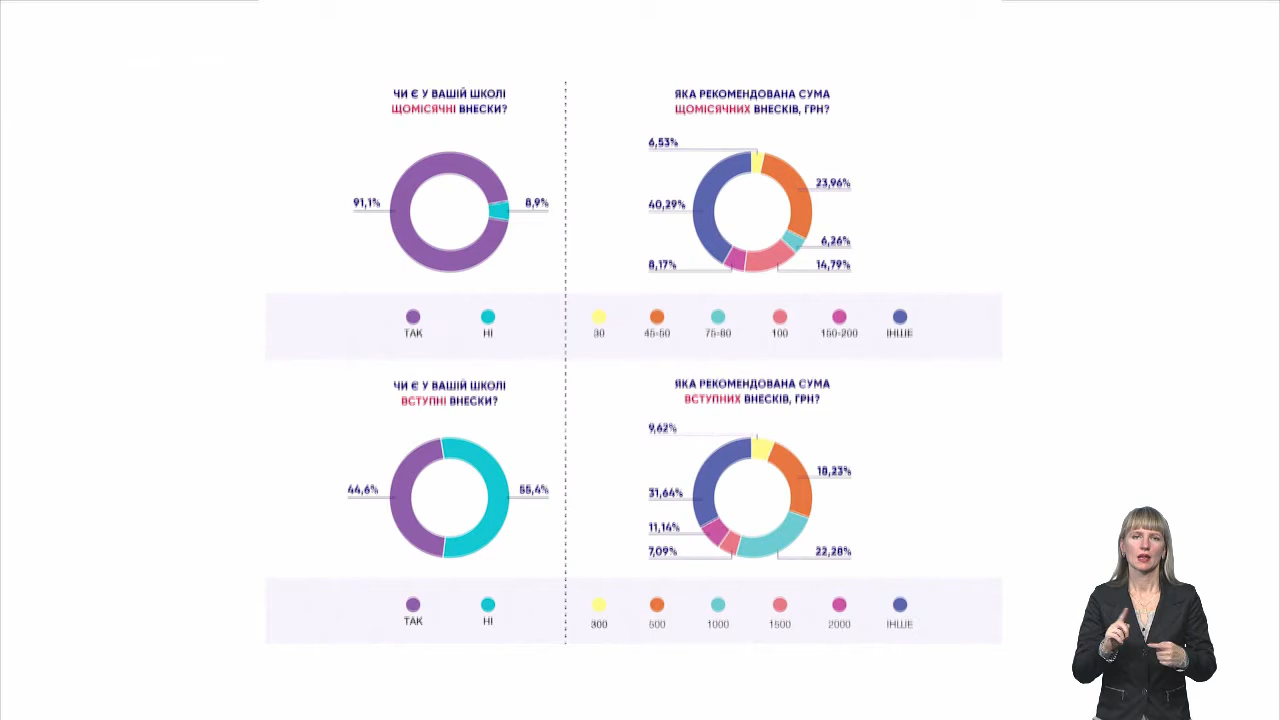 ЧИ Є У ВАШІЙ ШКОЛІ
ЩОМІСЯЧНІ ВНЕСКИ?
91,1%
8,9%
ТАК
НІ
ЯКА РЕКОМЕНДОВАНА СУМА
ЩОМІСЯЧНИХ ВНЕСКІВ, ГРН?
6,53%
23,96%
40,29%
6,26%
8,17%
14,79%
30
45-50
75-80
100
150-200
ІНШЕ
ЧИ Є У ВАШІЙ ШКОЛІ
ВСТУПНІ ВНЕСКИ?
44,6%
55,4%
ТАК
НІ
ЯКА РЕКОМЕНДОВАНА СУМА
ВСТУПНИХ ВНЕСКІВ, ГРН?
9,62%
18,23%
31,64%
11,14%
7,09%
22,28%
300
500
1000
1500
2000
ІНШЕ